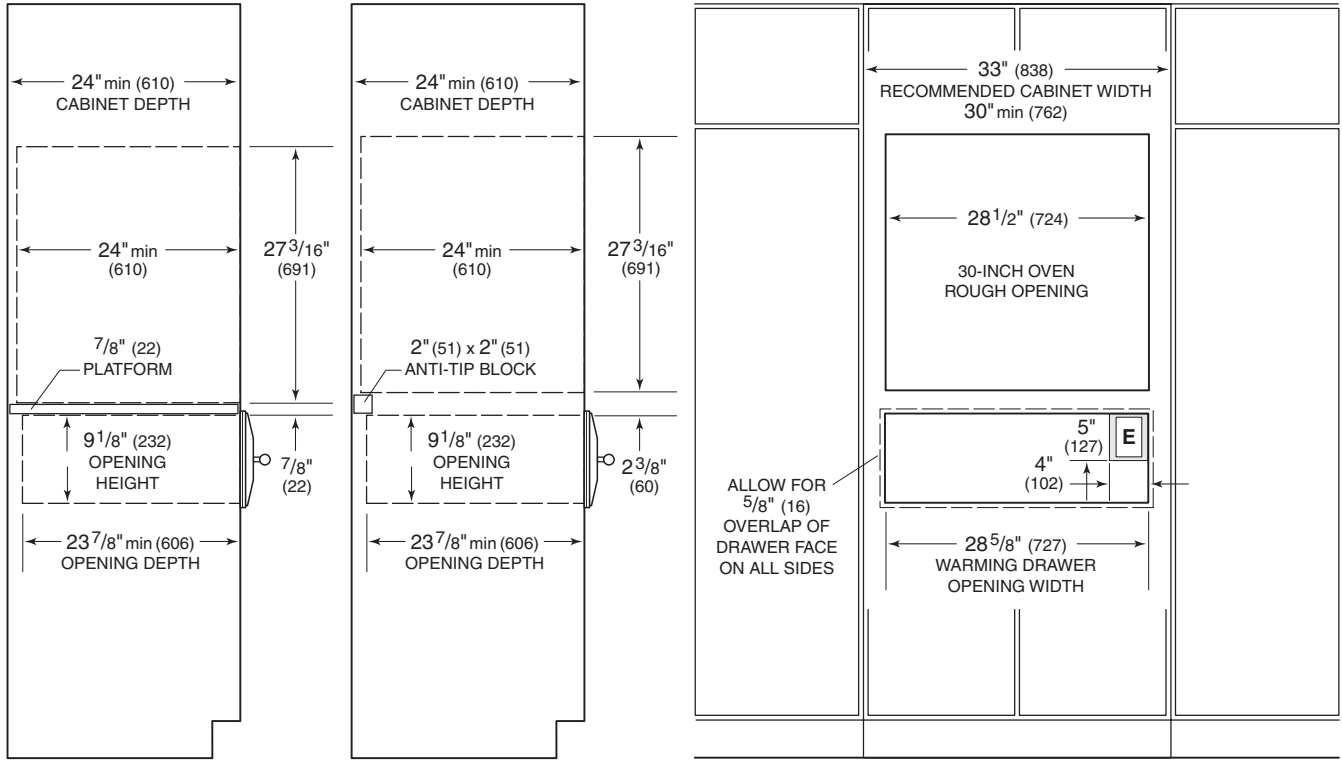 24" min (610)
CABINET DEPTH
24" min
(610)
27 3/16"
(691)
7/8" (22)
PLATFORM
9 1/8" (232)
OPENING
HEIGHT
7/8"
(22)
23 7/8" min (606)
OPENING DEPTH
24" min (610)
CABINET DEPTH
24" min
(610)
27 3/16"
(691)
2" (51) x 2" (51)
ANTI-TIP BLOCK
9 1/8" (232)
OPENING
HEIGHT
2 3/8"
(60)
23 7/8" min (606)
OPENING DEPTH
33" (838)
RECOMMENDED CABINET WIDTH
30" min (762)
28 1/2" (724)
30-INCH OVEN
ROUGH OPENING
5"
(127)
E
4"
(102)
ALLOW FOR
5/8" (16)
OVERLAP OF
DRAWER FACE
ON ALL SIDES
28 5/8" (727)
WARMING DRAWER
OPENING WIDTH